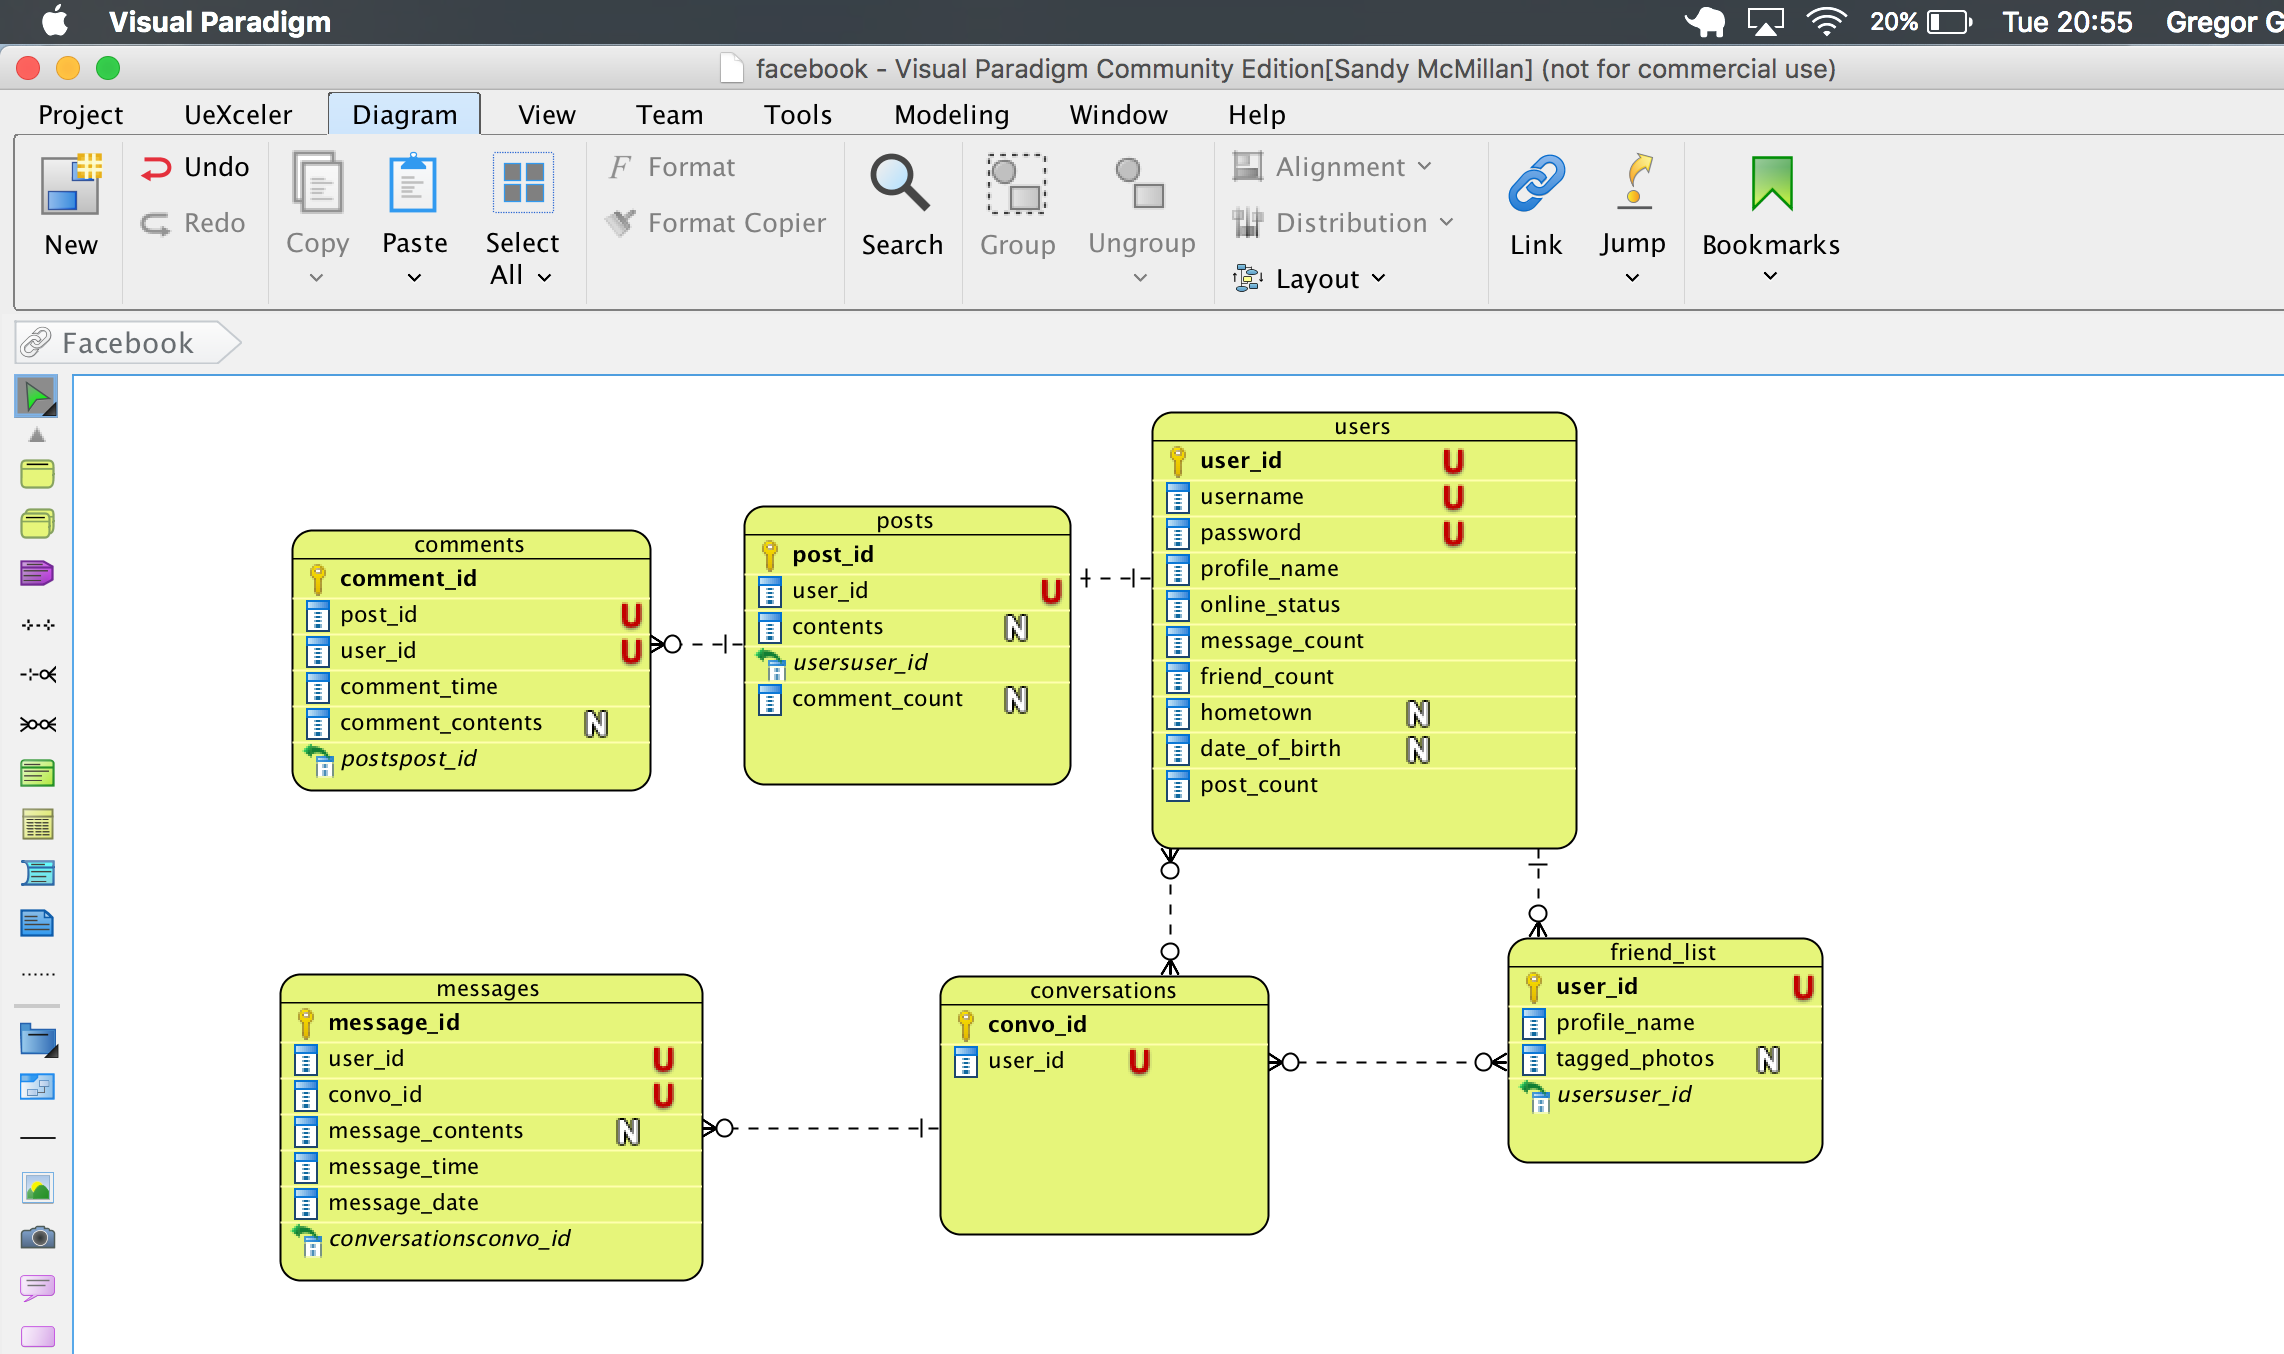 Visual Paradigm
20%
Tue 20:55
Gregor G
facebook - Visual Paradigm Community Edition[Sandy McMillan] (not for commercial use)
Project UeXceler Diagram View Team Tools Modeling Window Help
New
Undo
Redo
Copy
Paste
Select
All
F Format
Format Copier
Search
Group
Ungroup
Alignment
Distribution
Layout
Link
Jump
Bookmarks
Facebook
users
user_id U
username U
password U
profile_name
online_status
message_count
friend_count
hometown N
date_of_birth N
post_count
posts
post_id
user_id U
contents N
usersuser_id
comment_count N
comments
comment_id
post_id U
user_id U
comment_time
comment_contents N
postspost_id
messages
message_id
user_id U
convo_id U
message_contents N
message_time
message_date
conversationsconvo_id
conversations
convo_id
user_id U
friend_list
user_id U
profile_name
tagged_photos N
usersuser_id